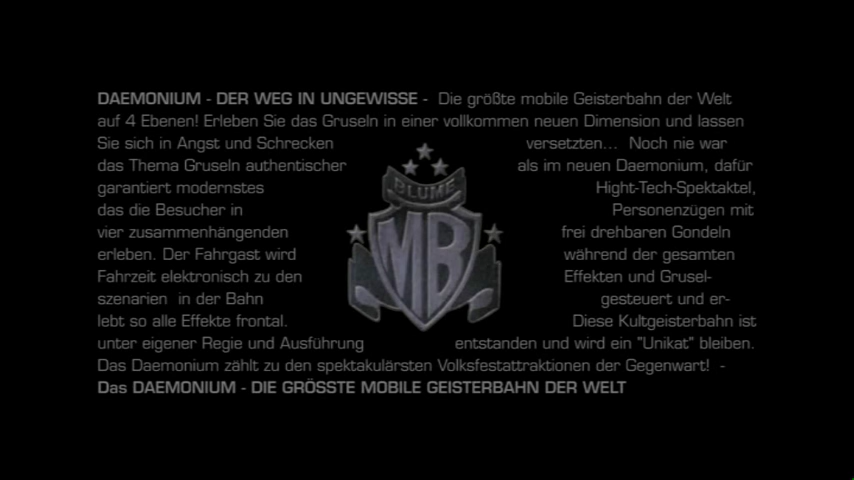 DAEMONIUM - DER WEG IN UNGEWISSE - Die größte mobile Geisterbahn der Welt
auf 4 Ebenen! Erleben Sie das Gruseln in einer vollkommen neuen Dimension und lassen
Sie sich in Angst und Schrecken versetzten... Noch nie war
das Thema Gruseln authentischer als im neuen Daemonium, dafür
garantiert modernstes Hight-Tech-Spektaktel,
das die Besucher in Personenzügen mit
vier zusammenhängenden frei drehbaren Gondeln
erleben. Der Fahrgast wird während der gesamten
Fahrzeit elektronisch zu den Effekten und Grusel-
szenarien in der Bahn gesteuert und er-
lebt so alle Effekte frontal. Diese Kultgeisterbahn ist
unter eigener Regie und Ausführung entstanden und wird ein "Unikat" bleiben.
Das Daemonium zählt zu den spektakulärsten Volksfestattraktionen der Gegenwart! -
Das DAEMONIUM - DIE GRÖSSTE MOBILE GEISTERBAHN DER WELT
BLUME
MB